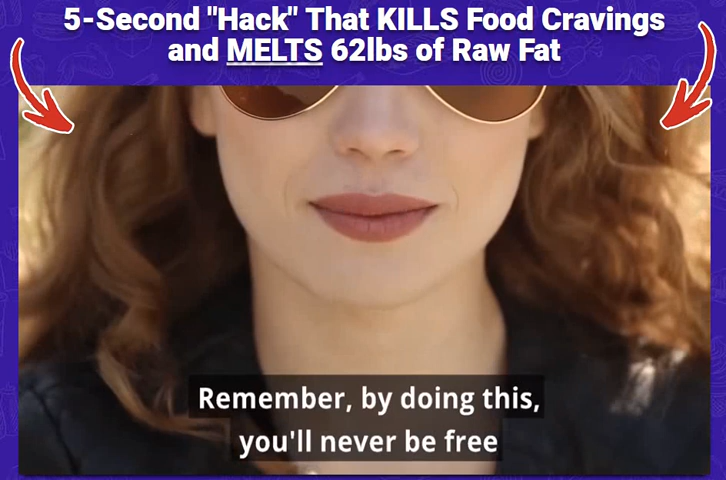 5-Second "Hack" That KILLS Food Cravings
and MELTS 62lbs of Raw Fat
Remember, by doing this,
you'll never be free